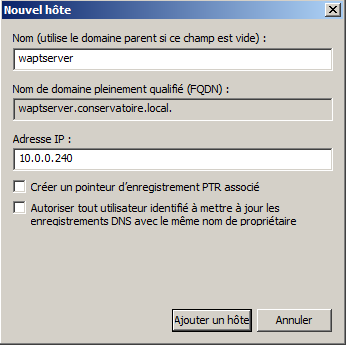 Nouvel hôte
Nom (utilise le domaine parent si ce champ est vide) :
waptserver
Nom de domaine pleinement qualifié (FQDN) :
waptserver.conservatoire.local.
Adresse IP :
10.0.0.240
Créer un pointeur d'enregistrement PTR associé
Autoriser tout utilisateur identifié à mettre à jour les
enregistrements DNS avec le même nom de propriétaire
Ajouter un hôte
Annuler